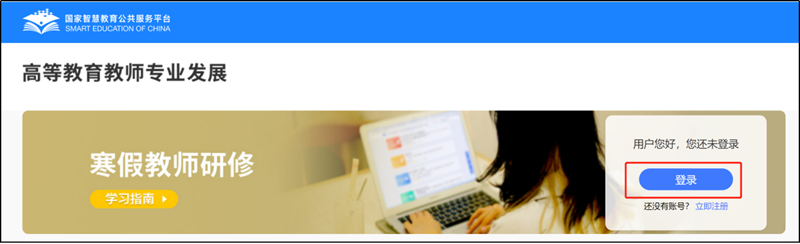 国家智慧教育公共服务平台
SMART EDUCATION OF CHINA
高等教育教师专业发展
寒假教师研修
学习指南
用户您好，您还未登录
登录
还没有账号？ 立即注册